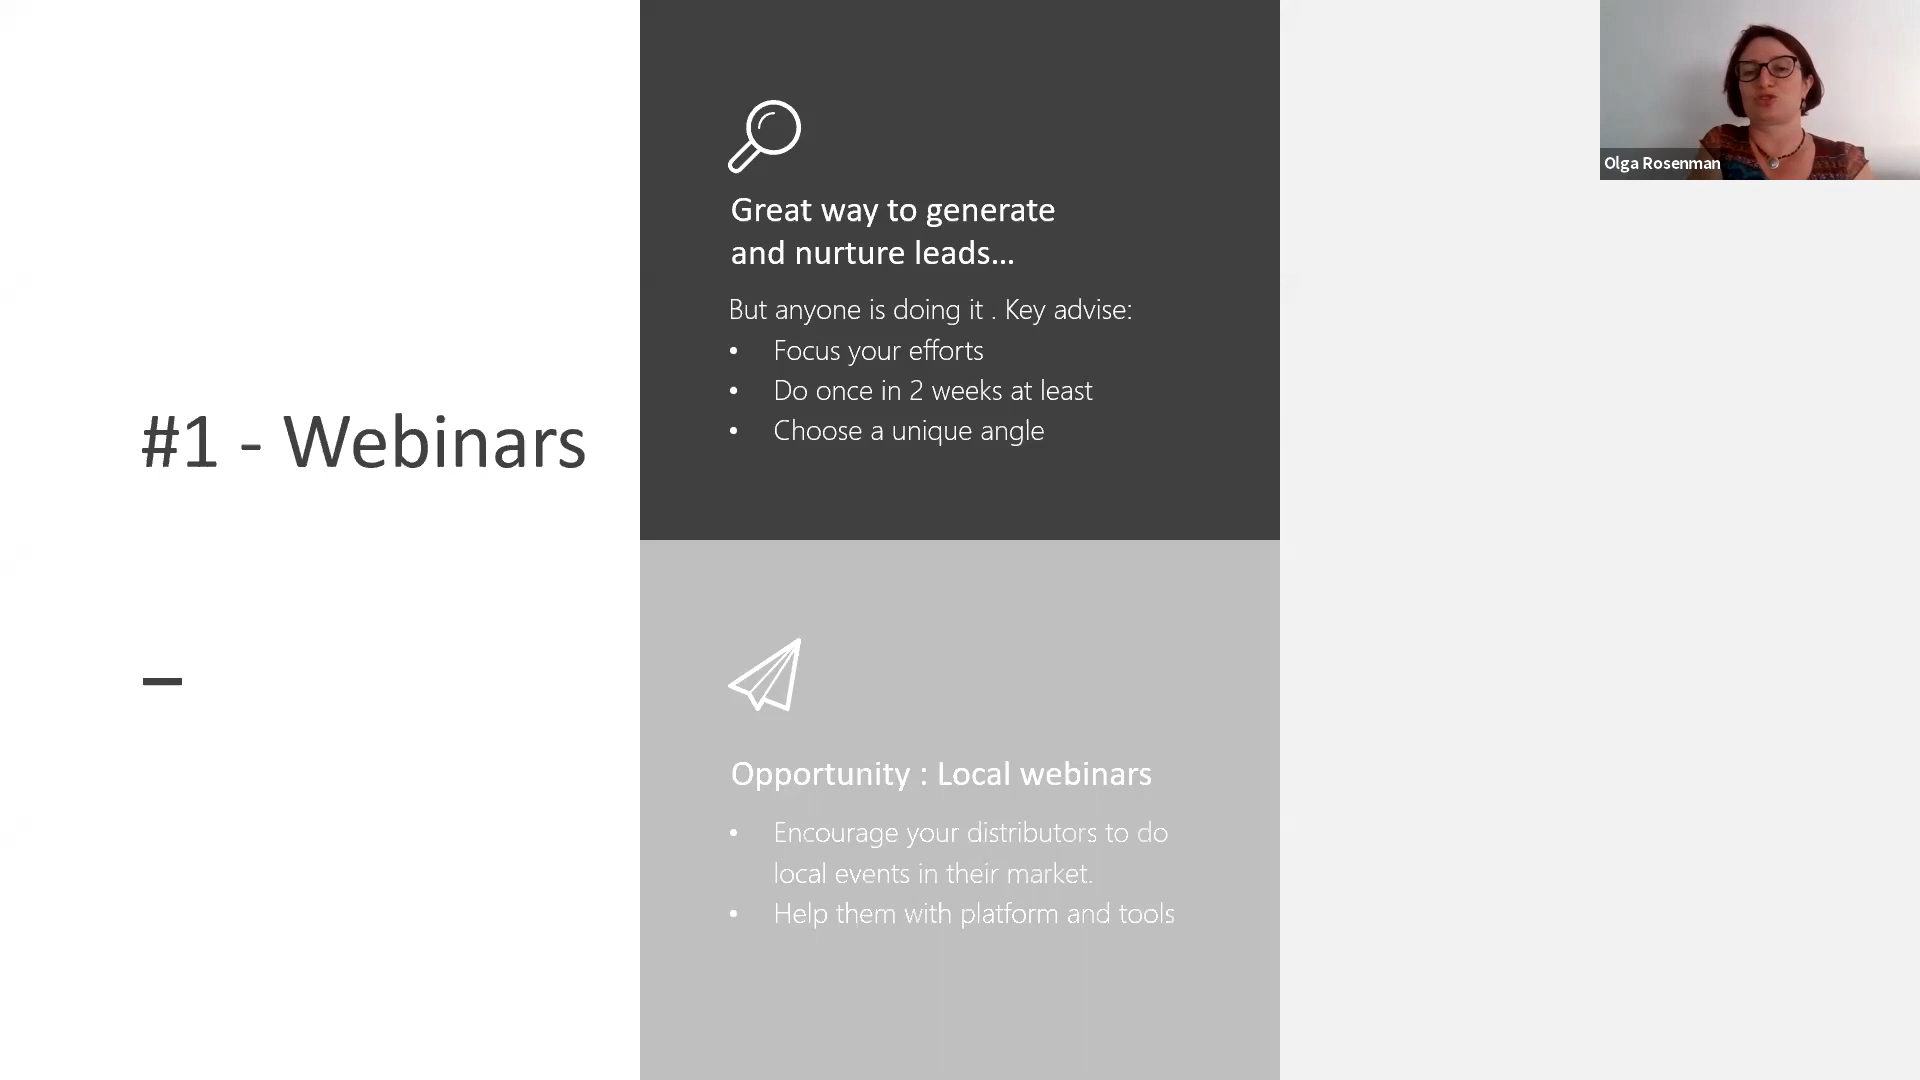 #1 - Webinars
Great way to generate
and nurture leads...
But anyone is doing it . Key advise:
• Focus your efforts
• Do once in 2 weeks at least
• Choose a unique angle
Opportunity : Local webinars
• Encourage your distributors to do
local events in their market.
• Help them with platform and tools
Olga Rosenman